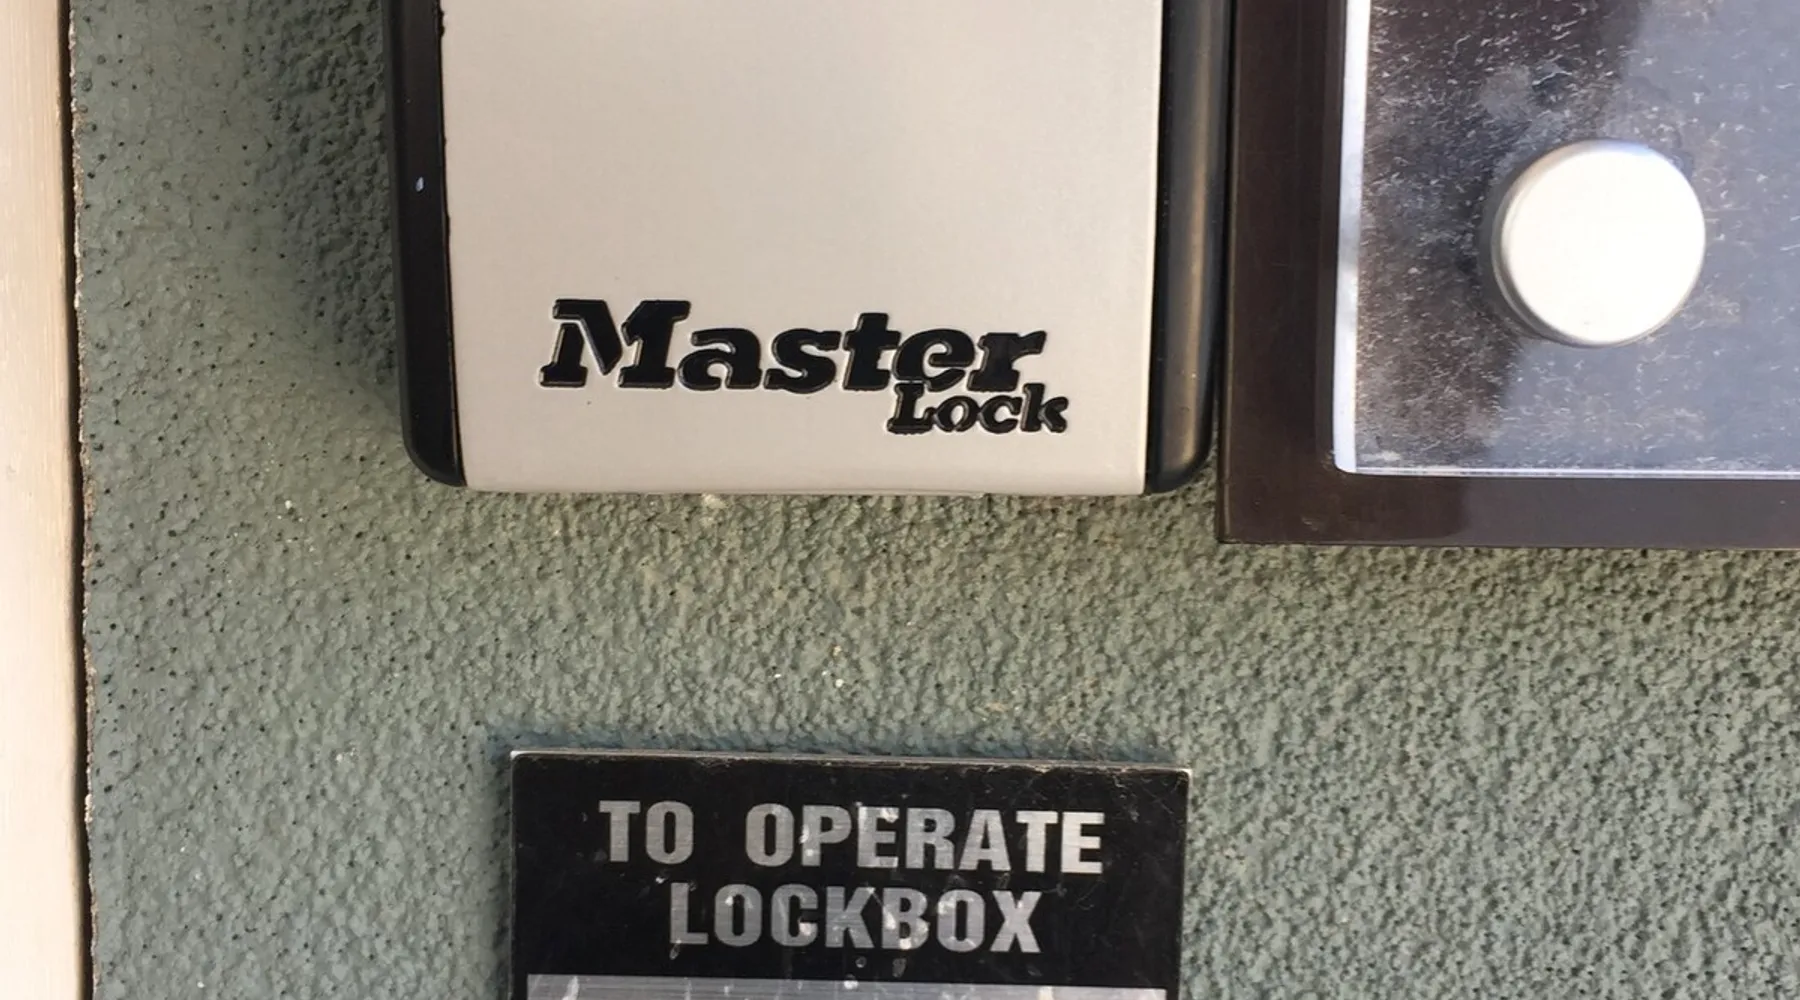 Master
Lock
TO OPERATE
LOCKBOX